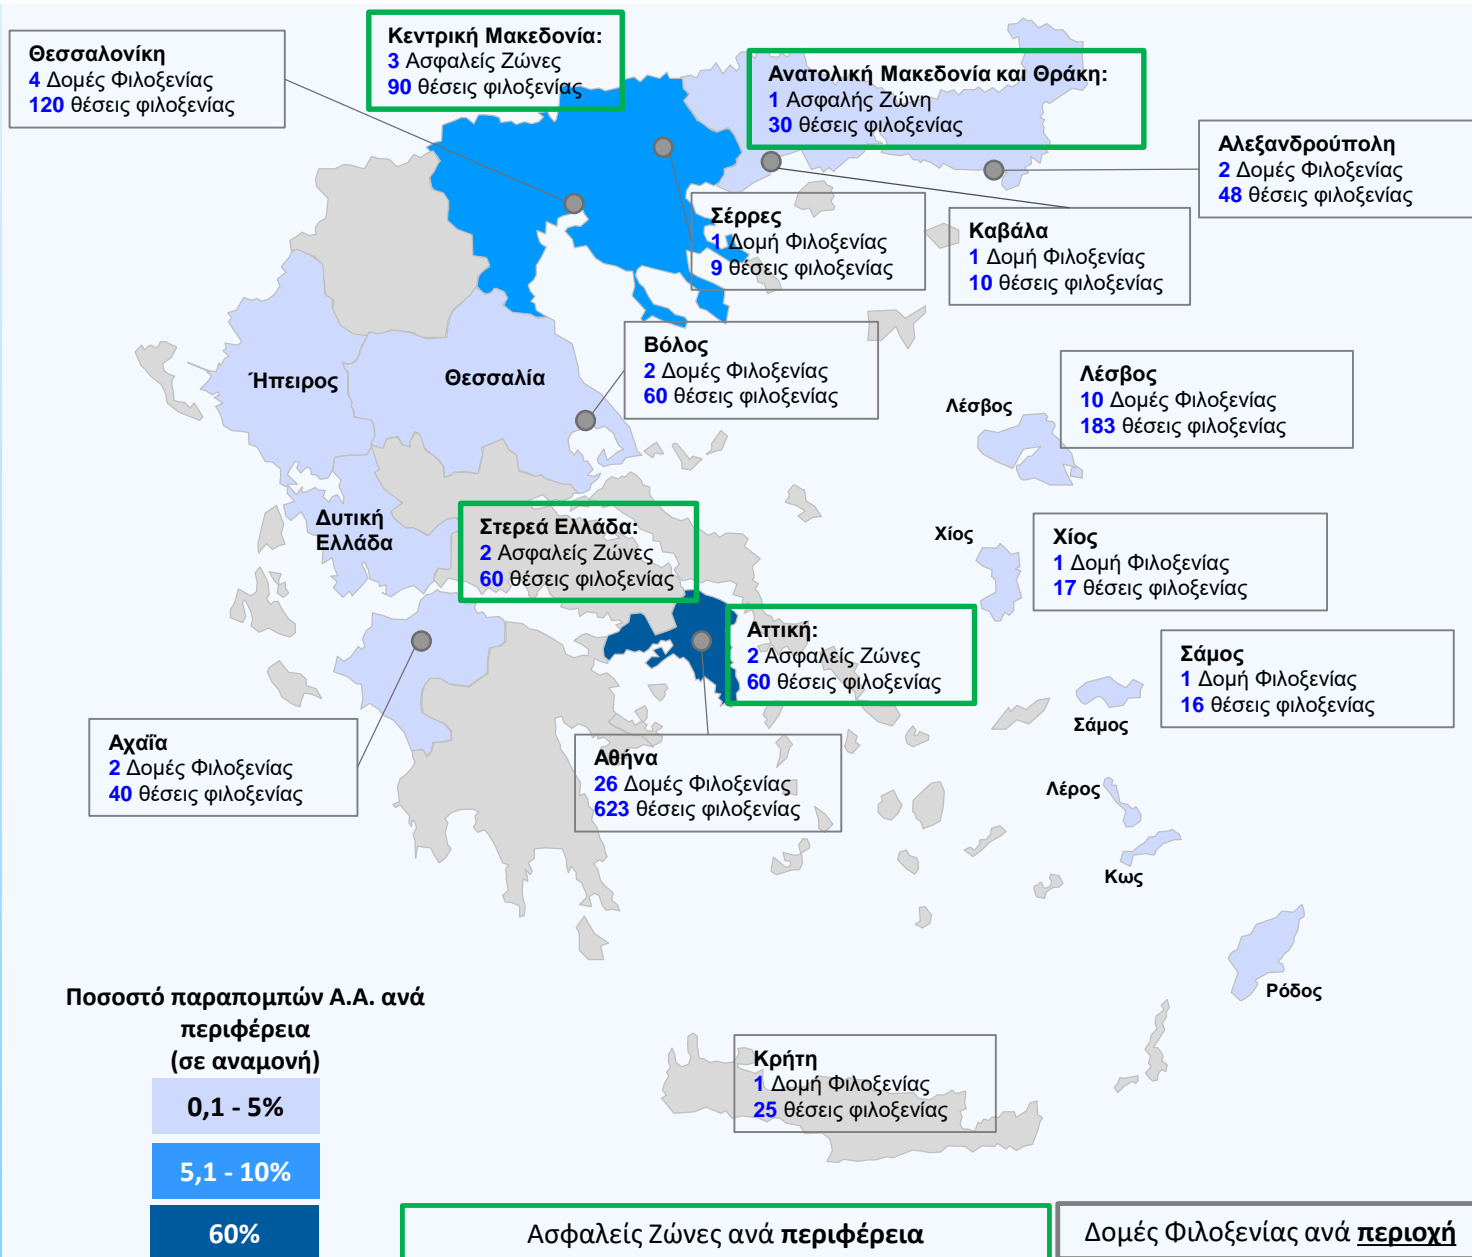 Θεσσαλονίκη
4 Δομές Φιλοξενίας
120 θέσεις φιλοξενίας
Κεντρική Μακεδονία:
3 Ασφαλείς Ζώνες
90 θέσεις φιλοξενίας
Ανατολική Μακεδονία και Θράκη:
1 Ασφαλής Ζώνη
30 θέσεις φιλοξενίας
Αλεξανδρούπολη
2 Δομές Φιλοξενίας
48 θέσεις φιλοξενίας
Σέρρες
1 Δομή Φιλοξενίας
9 θέσεις φιλοξενίας
Καβάλα
1 Δομή Φιλοξενίας
10 θέσεις φιλοξενίας
Βόλος
2 Δομές Φιλοξενίας
60 θέσεις φιλοξενίας
Ήπειρος
Θεσσαλία
Λέσβος
Λέσβος
10 Δομές Φιλοξενίας
183 θέσεις φιλοξενίας
Δυτική
Ελλάδα
Στερεά Ελλάδα:
2 Ασφαλείς Ζώνες
60 θέσεις φιλοξενίας
Χίος
Χίος
1 Δομή Φιλοξενίας
17 θέσεις φιλοξενίας
Αττική:
2 Ασφαλείς Ζώνες
60 θέσεις φιλοξενίας
Σάμος
1 Δομή Φιλοξενίας
16 θέσεις φιλοξενίας
Σάμος
Αχαΐα
2 Δομές Φιλοξενίας
40 θέσεις φιλοξενίας
Αθήνα
26 Δομές Φιλοξενίας
623 θέσεις φιλοξενίας
Λέρος
Κως
Ρόδος
Ποσοστό παραπομπών Α.Α. ανά
περιφέρεια
(σε αναμονή)
0,1 - 5%
5,1 - 10%
60%
Κρήτη
1 Δομή Φιλοξενίας
25 θέσεις φιλοξενίας
Ασφαλείς Ζώνες ανά περιφέρεια
Δομές Φιλοξενίας ανά περιοχή